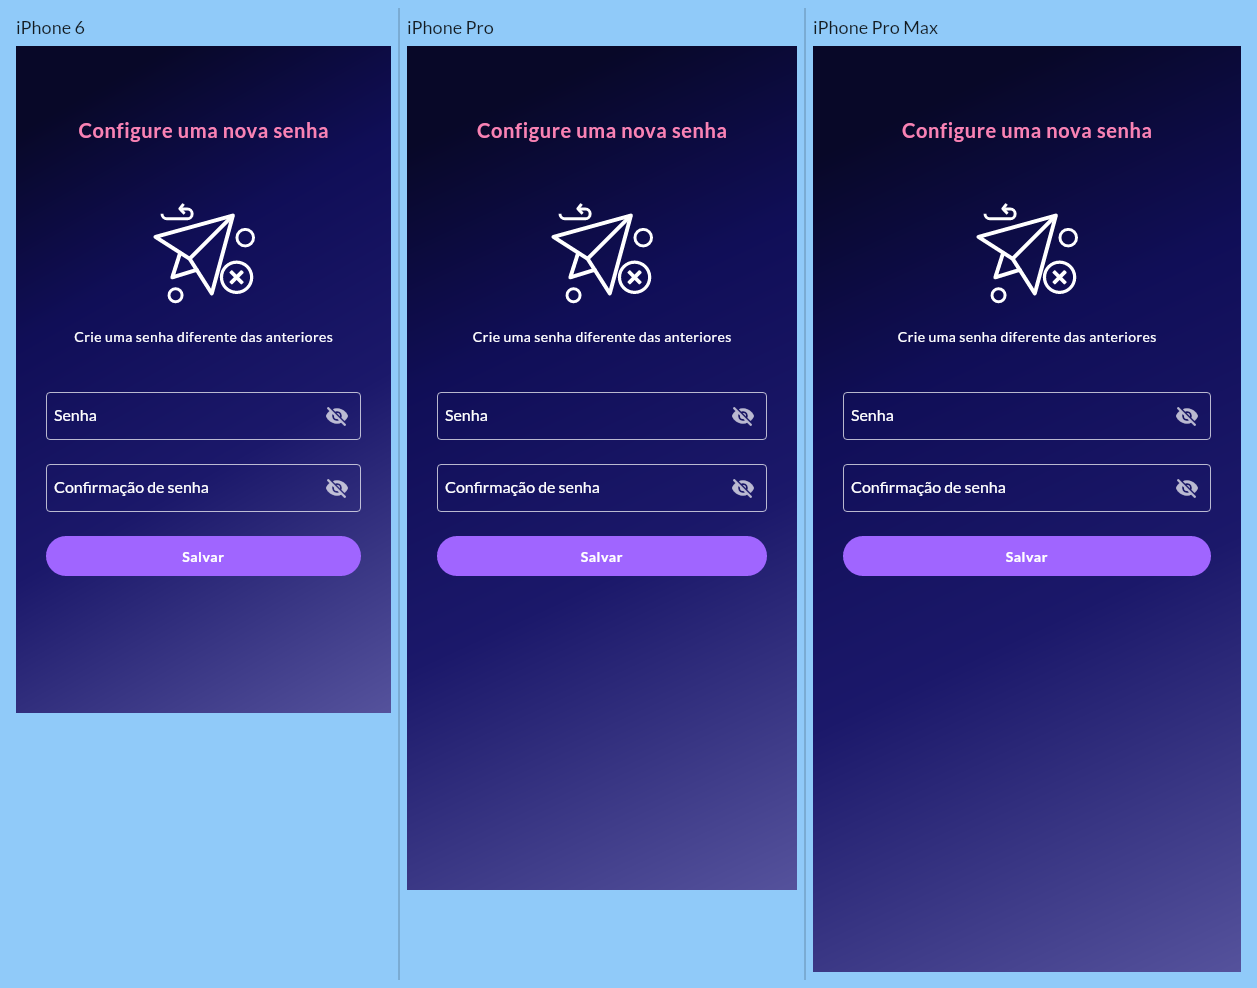 iPhone 6
Configure uma nova senha
Crie uma senha diferente das anteriores
Senha
Confirmação de senha
Salvar
iPhone Pro
Configure uma nova senha
Crie uma senha diferente das anteriores
Senha
Confirmação de senha
Salvar
iPhone Pro Max
Configure uma nova senha
Crie uma senha diferente das anteriores
Senha
Confirmação de senha
Salvar